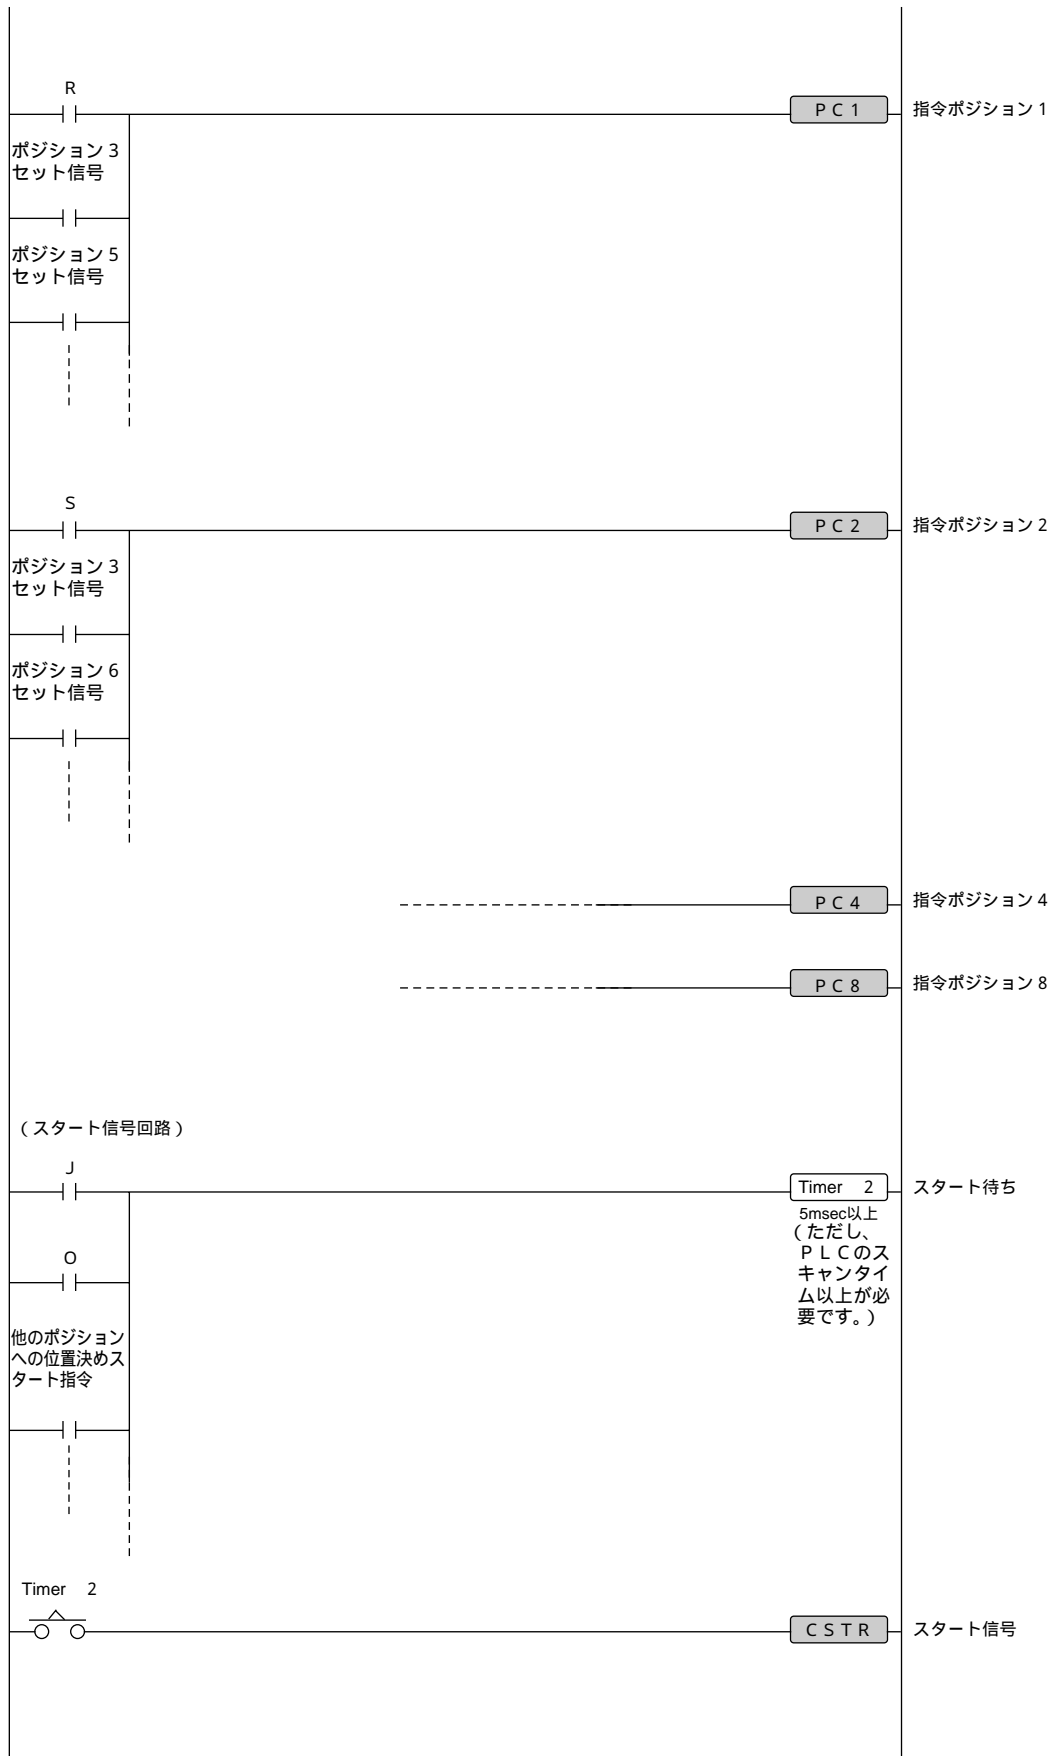 R
PC1 指令ポジション1
ポジション3
セット信号
ポジション5
セット信号
S
PC2 指令ポジション2
ポジション3
セット信号
ポジション6
セット信号
PC4 指令ポジション4
PC8 指令ポジション8
(スタート信号回路)
J
Timer 2 スタート待ち
5msec以上
(ただし、
PLCのス
キャンタイ
ム以上が必
要です。)
O
他のポジション
への位置決めス
タート指令
Timer 2
CSTR スタート信号